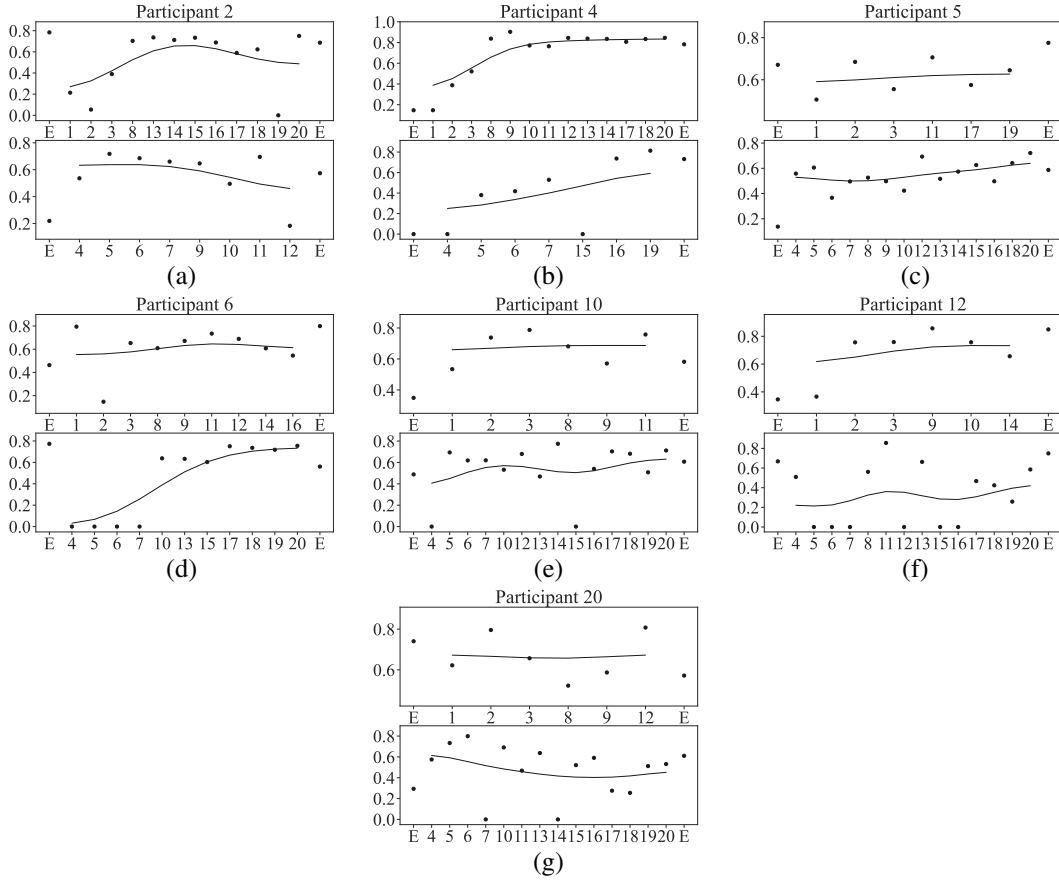 Participant 2
0.8
0.6
0.4
0.2
0.0
E 1 2 3 8 13 14 15 16 17 18 19 20 E
0.6
0.4
0.2
E 4 5 6 7 15 9 10 11 12 E
(a)
Participant 4
1.0
0.8
0.6
0.4
0.2
0.0
E 1 2 3 8 9 10 11 12 13 14 17 18 20 E
0.8
0.6
0.4
0.2
0.0
E 4 5 6 7 15 16 19 E
(b)
Participant 5
0.8
0.6
E 1 2 3 11 17 19 E
0.8
0.6
0.4
0.2
E 4 5 6 7 8 9 10 12 13 14 15 16 18 20 E
(c)
Participant 6
0.8
0.6
0.4
0.2
E 1 2 3 8 9 11 12 14 16 E
0.8
0.6
0.4
0.2
0.0
E 4 5 6 7 10 13 15 17 18 19 20 E
(d)
Participant 10
0.8
0.6
0.4
E 1 2 3 8 9 11 E
0.8
0.6
0.4
0.2
0.0
E 4 5 6 7 10 12 13 14 15 16 17 18 19 20 E
(e)
Participant 12
0.8
0.6
0.4
E 1 2 3 9 10 14 E
0.8
0.6
0.4
0.2
0.0
E 4 5 6 7 8 11 12 13 15 16 17 18 19 20 E
(f)
Participant 20
0.8
0.6
E 1 2 3 8 9 12 E
0.8
0.6
0.4
0.2
0.0
E 4 5 6 7 10 11 13 14 15 16 17 18 19 20 E
(g)